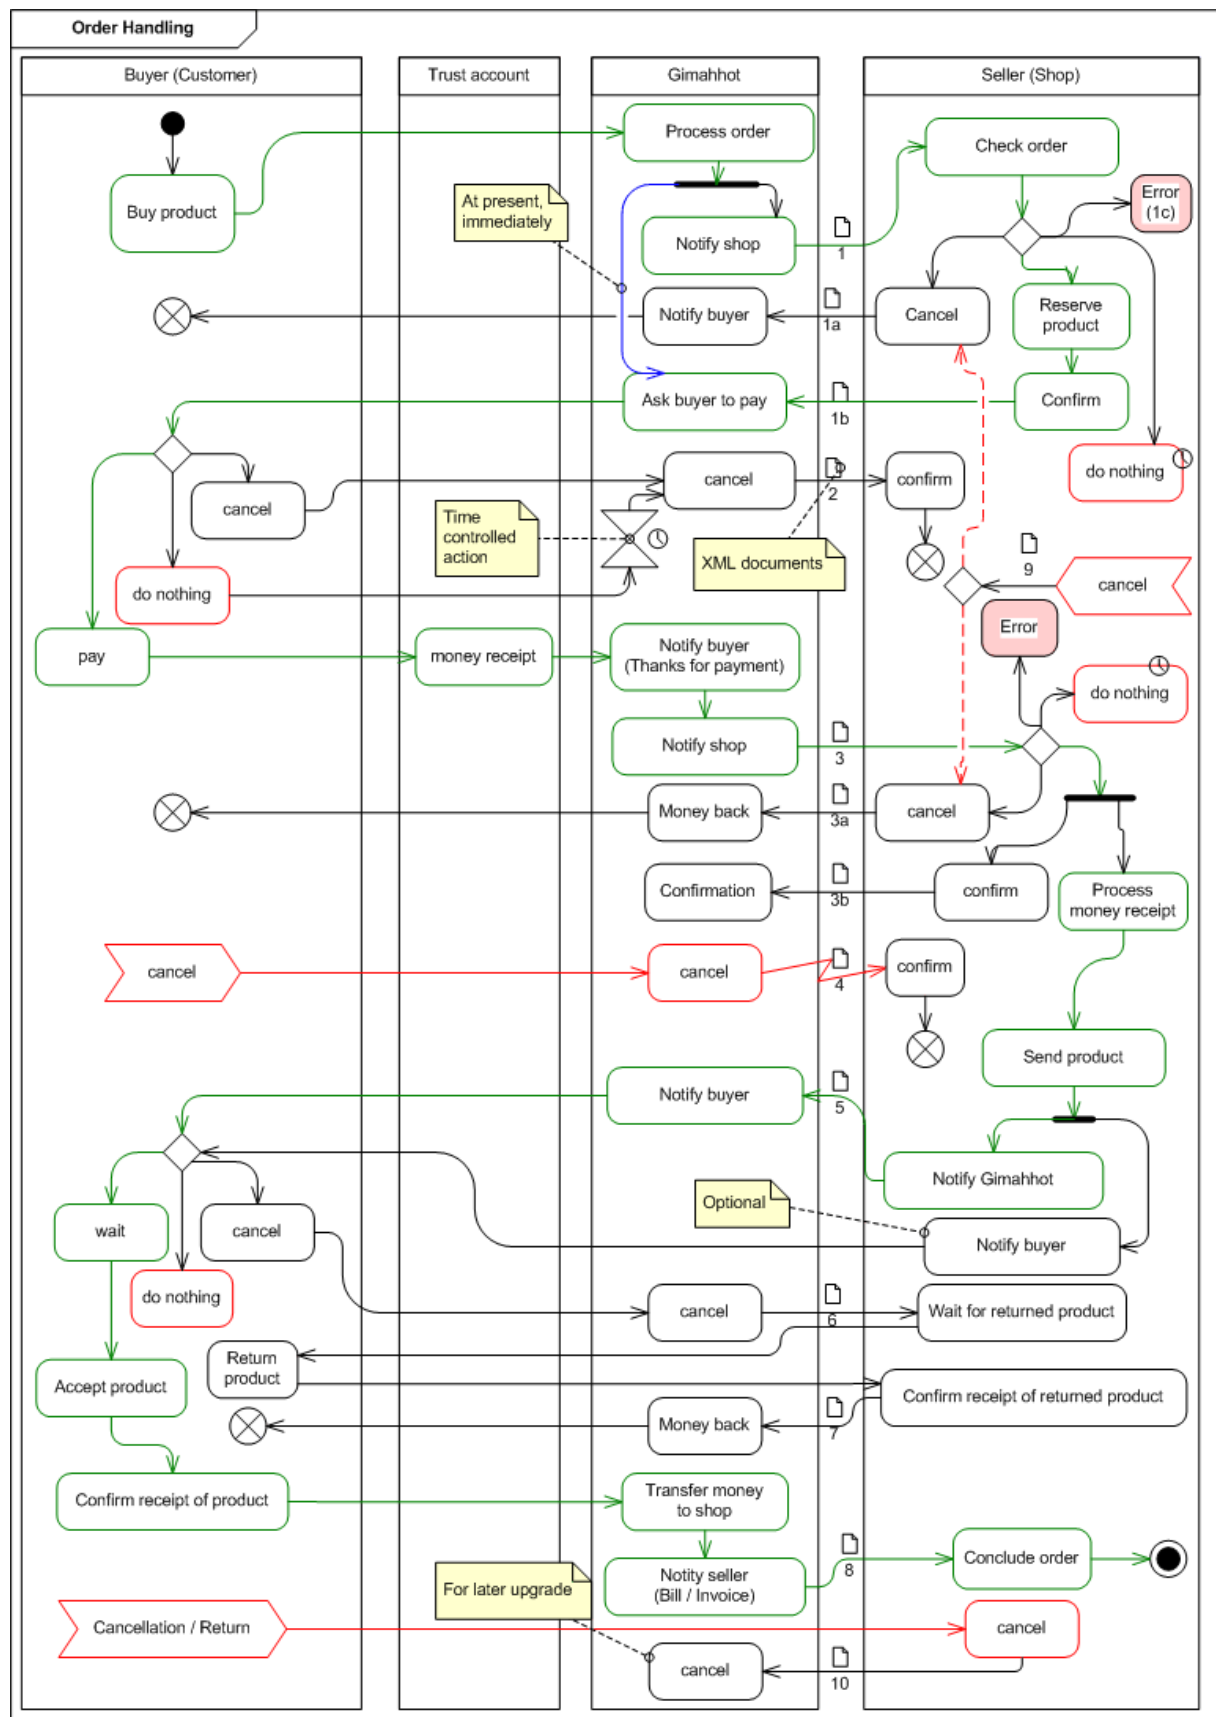 Order Handling
Buyer (Customer)
Trust account
Gimahhot
Seller (Shop)
Process order
Check order
Error
(1c)
Buy product
At present,
immediately
Notify shop
1
Notify buyer
1a
Cancel
Reserve
product
Ask buyer to pay
1b
Confirm
do nothing
cancel
cancel
2
confirm
Time
controlled
action
XML documents
9
cancel
do nothing
Error
pay
money receipt
Notify buyer
(Thanks for payment)
do nothing
Notify shop
3
Money back
3a
cancel
Confirmation
3b
confirm
Process
money receipt
cancel
cancel
4
confirm
Send product
Notify buyer
5
Notify Gimahhot
Optional
wait
cancel
Notify buyer
do nothing
cancel
6
Wait for returned product
Return
product
Accept product
Confirm receipt of returned product
Money back
7
Confirm receipt of product
Transfer money
to shop
Conclude order
For later upgrade
Notity seller
(Bill / Invoice)
8
Cancellation / Return
cancel
cancel
10